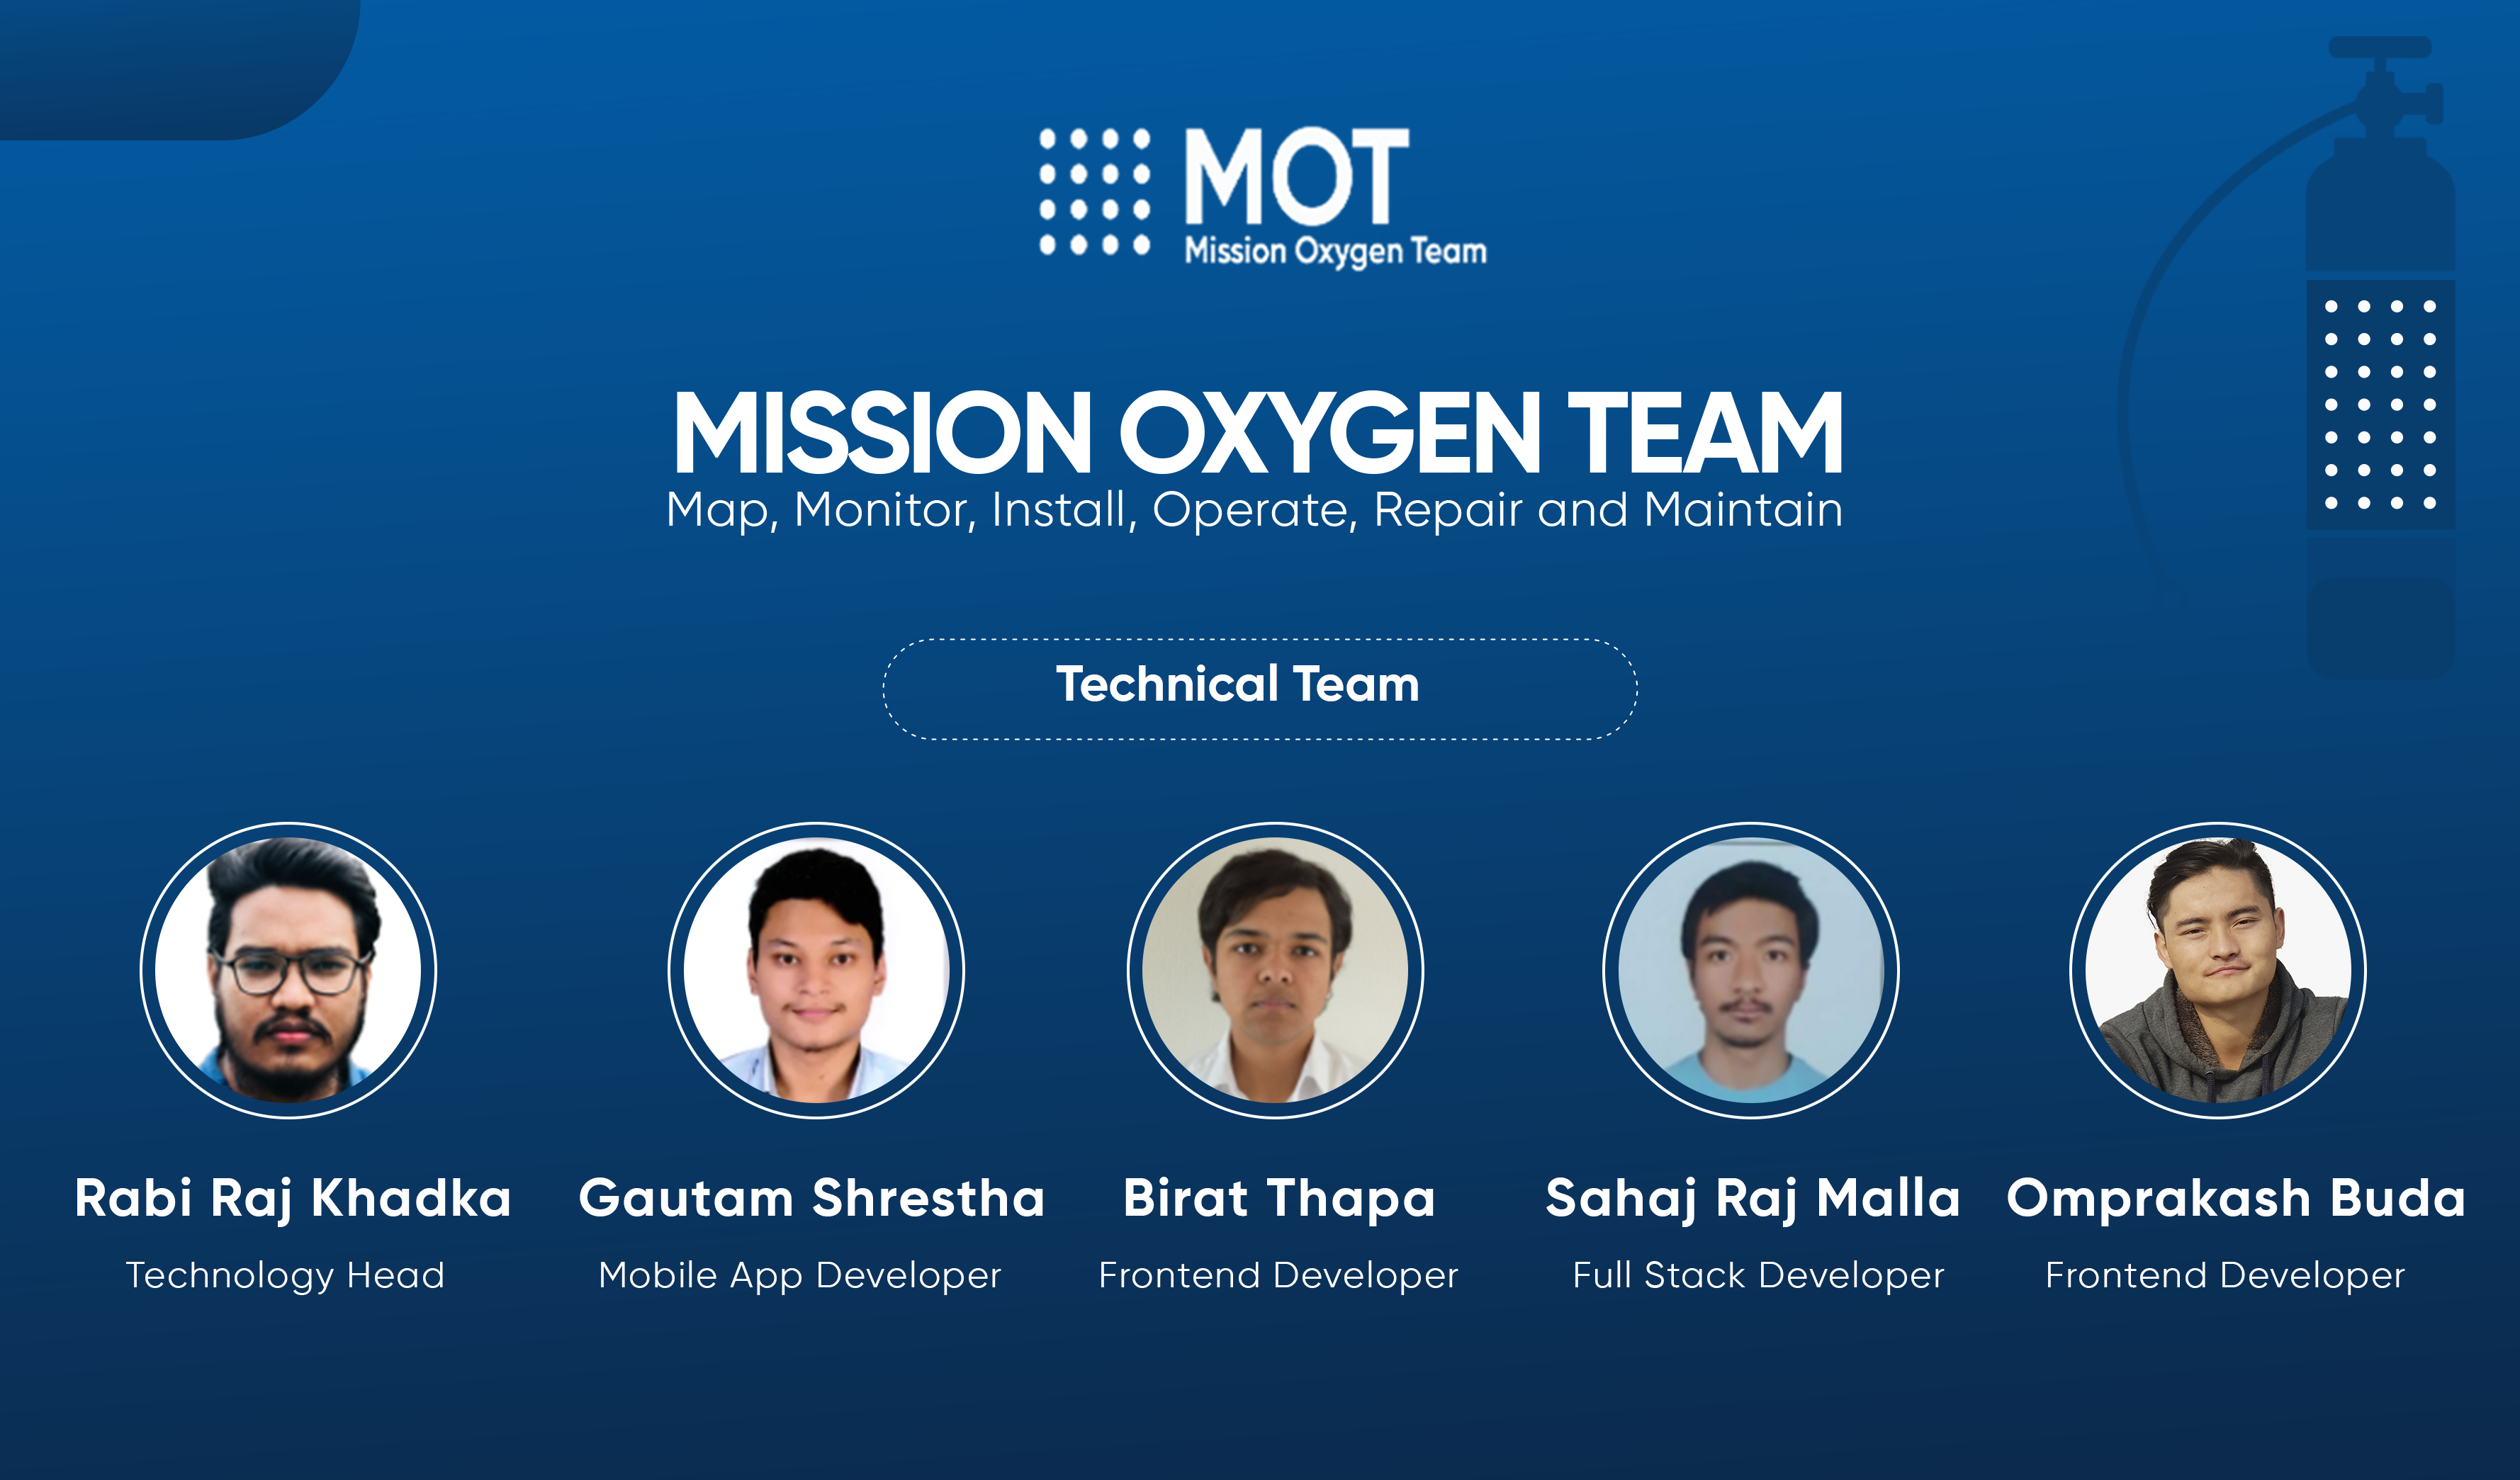 MOT
Mission Oxygen Team
MISSION OXYGEN TEAM
Map, Monitor, Install, Operate, Repair and Maintain
Technical Team
Rabi Raj Khadka
Gautam Shrestha
Birat Thapa
Sahaj Raj Malla
Omprakash Buda
Technology Head
Mobile App Developer
Frontend Developer
Full Stack Developer
Frontend Developer